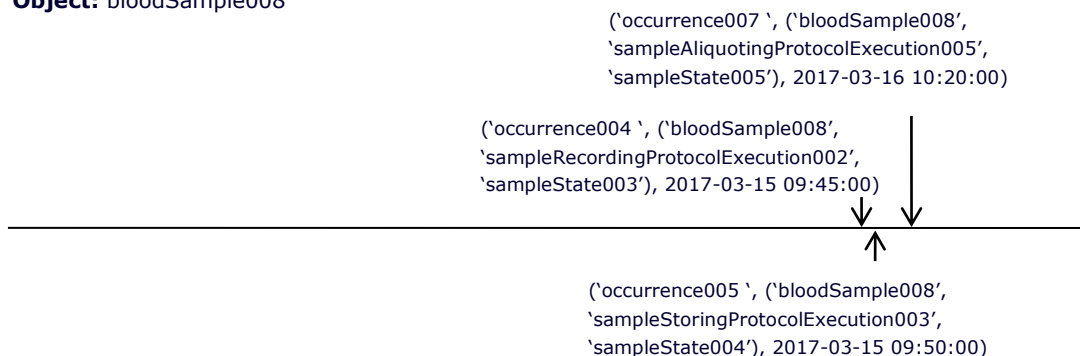 Object: bloodSample008
(‘occurrence007 ‘, (‘bloodSample008’,
‘sampleAliquotingProtocolExecution005’,
‘sampleState005’), 2017-03-16 10:20:00)
(‘occurrence004 ‘, (‘bloodSample008’,
‘sampleRecordingProtocolExecution002’,
‘sampleState003’), 2017-03-15 09:45:00)
(‘occurrence005 ‘, (‘bloodSample008’,
‘sampleStoringProtocolExecution003’,
‘sampleState004’), 2017-03-15 09:50:00)